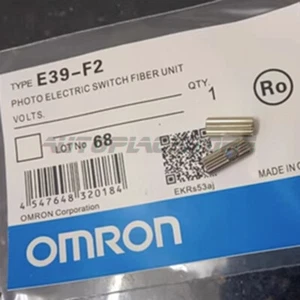 TYPE E39-F2
PHOTO ELECTRIC SWITCH FIBER UNIT
VOLTS.
QTY.
1
Ro
LOT No 68
4 547648 320184
EKRs53aj
MADE IN
OMRON Corporation
OMRON